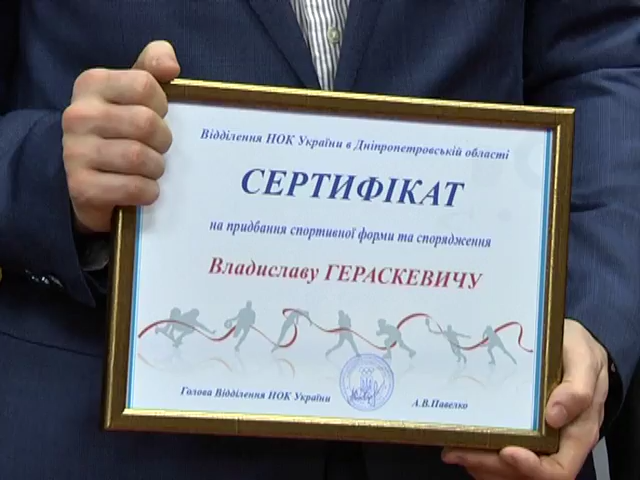 Відділення НОК України в Дніпропетровській області
СЕРТИФІКАТ
на придбання спортивної форми та спорядження
Владиславу ГЕРАСКЕВИЧУ
Голова Відділення НОК України
А.В.Павелко